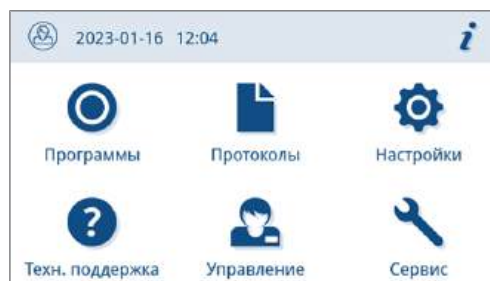 2023-01-16 12:04 i
Программы Протоколы Настройки
? 
Техн. поддержка Управление Сервис